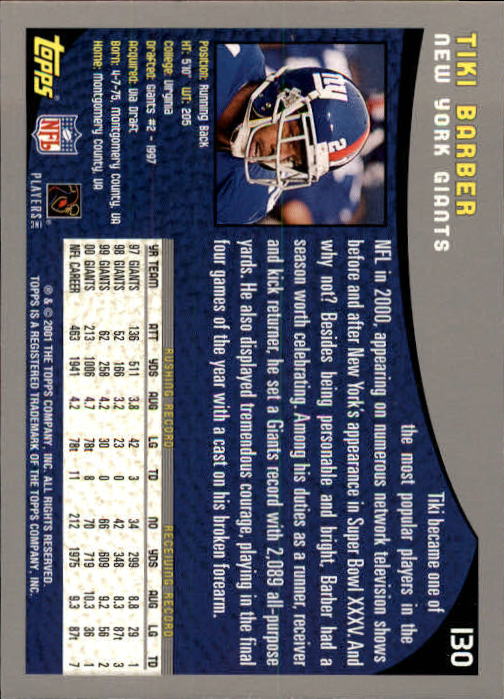 TIKI BARBER
NEW YORK GIANTS
130
Tiki became one of
the most popular players in the
NFL in 2000, appearing on numerous network television shows
before and after New York's appearance in Super Bowl XXXV. And
why not? Besides being personable and bright, Barber had a
season worth celebrating. Among his duties as a runner, receiver
and kick returner, he set a Giants record with 2,089 all-purpose
yards. He also displayed tremendous courage, playing in the final
four games of the year with a cast on his broken forearm.
ny
2
Position: Running Back
HT: 5'10" WT: 205
College: Virginia
Drafted: Giants #2 - 1997
Acquired: Via Draft
Born: 4-7-75, Montgomery County, VA
Home: Montgomery County, VA
RUSHING RECORD RECEIVING RECORD
YR TEAM ATT YDS AVG LG TD NO YDS AVG LG TD
97 GIANTS 136 511 3.8 42 3 34 299 8.8 29 1
98 GIANTS 52 166 3.2 23 0 42 348 8.3 87t 3
99 GIANTS 62 258 4.2 30 0 66 609 9.2 56 2
00 GIANTS 213 1006 4.7 78t 8 70 719 10.3 36 1
NFL CAREER 463 1941 4.2 78t 11 212 1975 9.3 87t 7
Topps
NFL
PLAYERS INC
® & © 2001 THE TOPPS COMPANY, INC. ALL RIGHTS RESERVED.
TOPPS IS A REGISTERED TRADEMARK OF THE TOPPS COMPANY, INC.